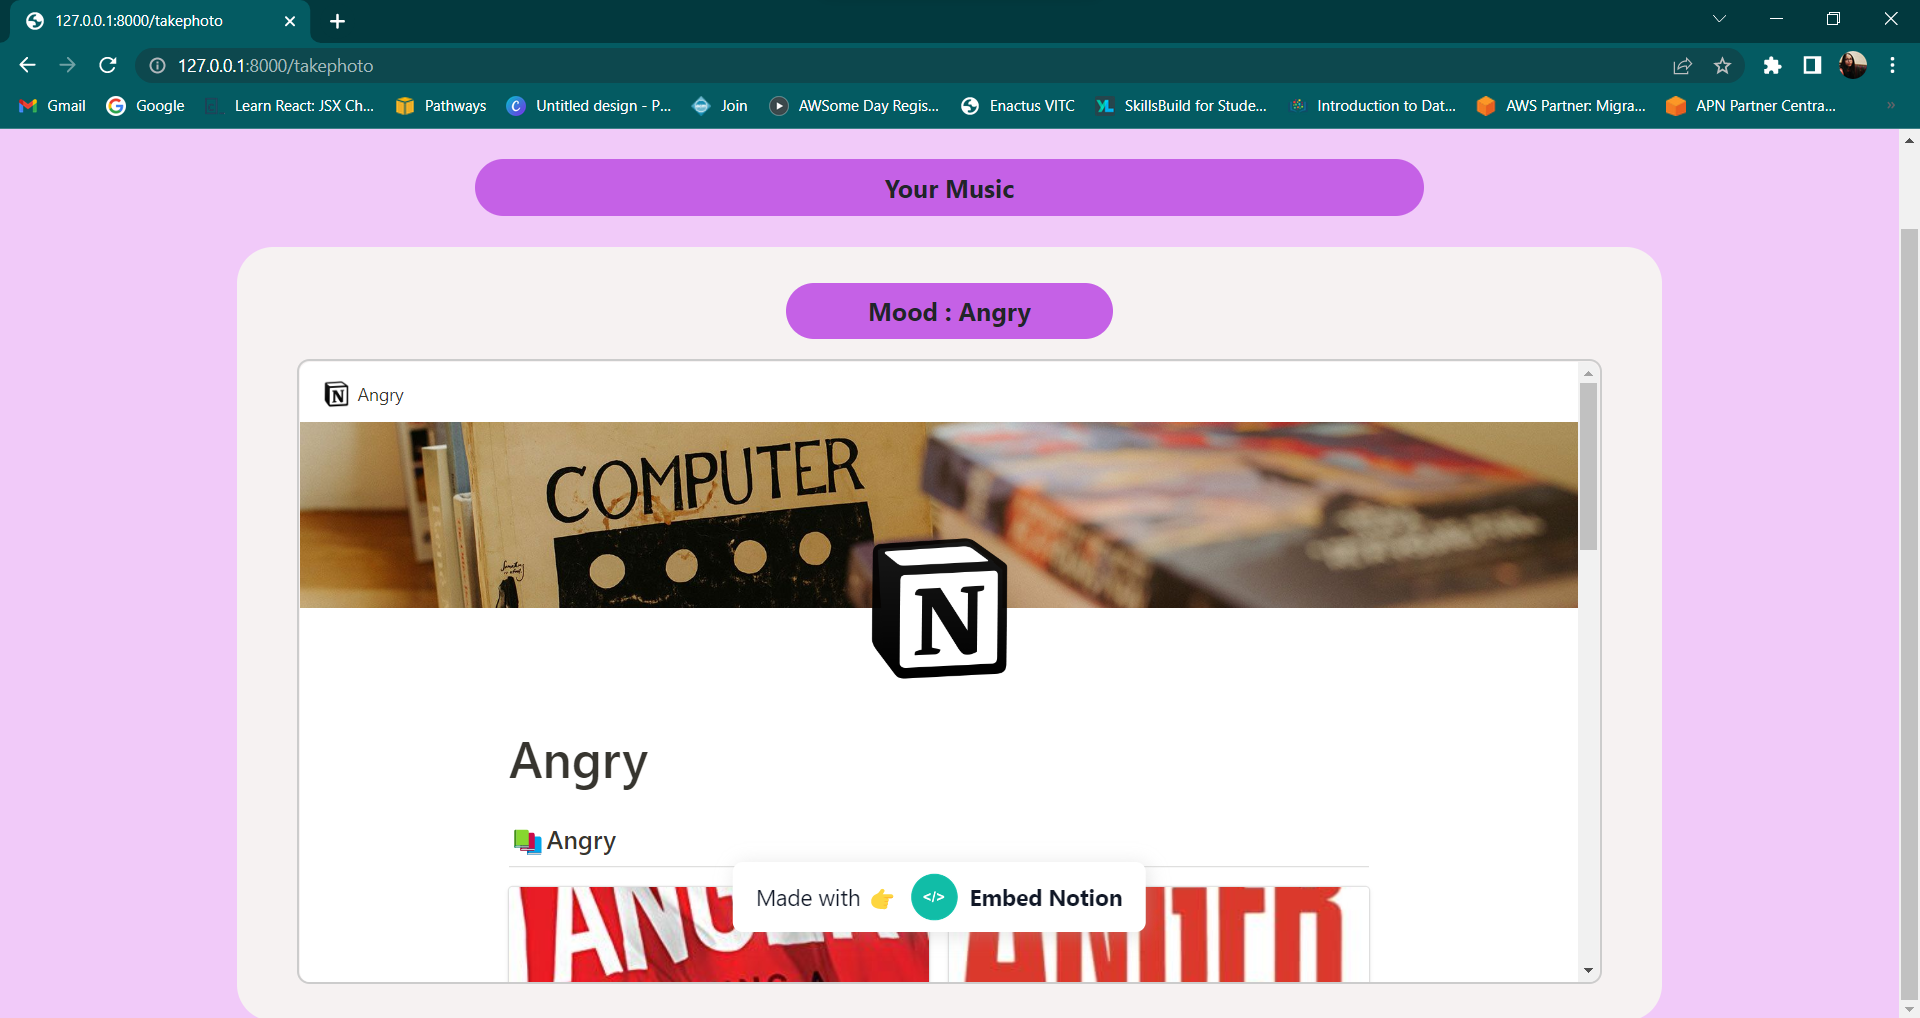 127.0.0.1:8000/takephoto
127.0.0.1:8000/takephoto
Gmail
Google
Learn React: JSX Ch...
Pathways
Untitled design - P...
Join
AWSome Day Regis...
Enactus VITC
SkillsBuild for Stude...
Introduction to Dat...
AWS Partner: Migra...
APN Partner Centra...
»
Your Music
Mood : Angry
N Angry
COMPUTER
N
Angry
Angry
Made with </> Embed Notion
ANGER